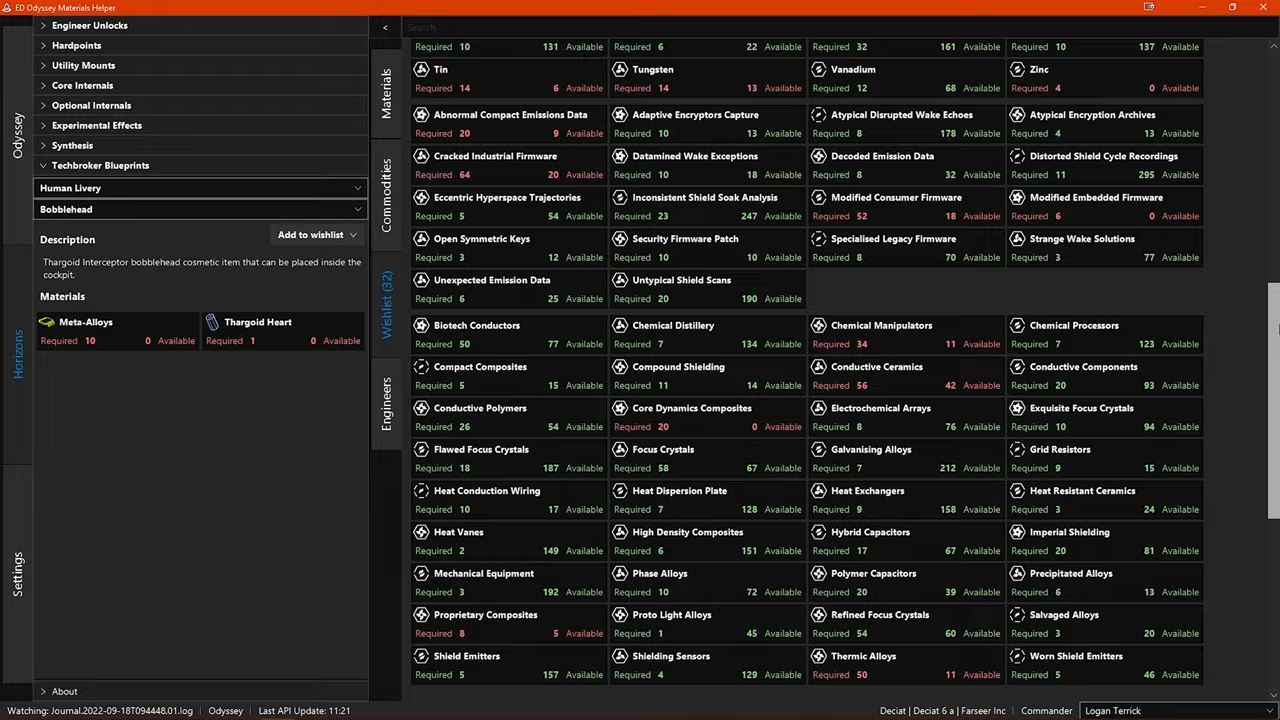 ED Odyssey Materials Helper
Odyssey
Horizons
Settings
Engineer Unlocks
Hardpoints
Utility Mounts
Core Internals
Optional Internals
Experimental Effects
Synthesis
Techbroker Blueprints
Human Livery
Bobblehead
Description
Add to wishlist
Thargoid Interceptor bobblehead cosmetic item that can be placed inside the
cockpit.
Materials
Meta-Alloys Thargoid Heart
Required 10 0 Available Required 1 0 Available
About
<
Materials
Commodities
Wishlist (32)
Engineers
Search
Required 10 131 Available Required 6 22 Available Required 32 161 Available Required 10 137 Available
Tin Tungsten Vanadium Zinc
Required 14 6 Available Required 14 13 Available Required 12 68 Available Required 4 0 Available
Abnormal Compact Emissions Data Adaptive Encryptors Capture Atypical Disrupted Wake Echoes Atypical Encryption Archives
Required 20 9 Available Required 10 13 Available Required 8 178 Available Required 4 13 Available
Cracked Industrial Firmware Datamined Wake Exceptions Decoded Emission Data Distorted Shield Cycle Recordings
Required 64 20 Available Required 10 18 Available Required 8 32 Available Required 11 295 Available
Eccentric Hyperspace Trajectories Inconsistent Shield Soak Analysis Modified Consumer Firmware Modified Embedded Firmware
Required 5 54 Available Required 23 247 Available Required 52 18 Available Required 6 0 Available
Open Symmetric Keys Security Firmware Patch Specialised Legacy Firmware Strange Wake Solutions
Required 3 12 Available Required 10 10 Available Required 8 70 Available Required 3 77 Available
Unexpected Emission Data Untypical Shield Scans
Required 6 25 Available Required 20 190 Available
Biotech Conductors Chemical Distillery Chemical Manipulators Chemical Processors
Required 50 77 Available Required 7 134 Available Required 34 11 Available Required 7 123 Available
Compact Composites Compound Shielding Conductive Ceramics Conductive Components
Required 5 15 Available Required 11 14 Available Required 56 42 Available Required 20 93 Available
Conductive Polymers Core Dynamics Composites Electrochemical Arrays Exquisite Focus Crystals
Required 26 54 Available Required 20 0 Available Required 8 76 Available Required 10 94 Available
Flawed Focus Crystals Focus Crystals Galvanising Alloys Grid Resistors
Required 18 187 Available Required 58 67 Available Required 7 212 Available Required 9 15 Available
Heat Conduction Wiring Heat Dispersion Plate Heat Exchangers Heat Resistant Ceramics
Required 10 17 Available Required 7 128 Available Required 9 158 Available Required 3 24 Available
Heat Vanes High Density Composites Hybrid Capacitors Imperial Shielding
Required 2 149 Available Required 6 151 Available Required 17 67 Available Required 20 81 Available
Mechanical Equipment Phase Alloys Polymer Capacitors Precipitated Alloys
Required 3 192 Available Required 10 72 Available Required 20 39 Available Required 6 13 Available
Proprietary Composites Proto Light Alloys Refined Focus Crystals Salvaged Alloys
Required 8 5 Available Required 1 45 Available Required 54 60 Available Required 3 20 Available
Shield Emitters Shielding Sensors Thermic Alloys Worn Shield Emitters
Required 5 157 Available Required 4 129 Available Required 50 11 Available Required 5 46 Available
Watching: Journal.2022-09-18T094448.01.log Odyssey Last API Update: 11:21 Deciat | Deciat 6 a | Farseer Inc Commander Logan Terrick